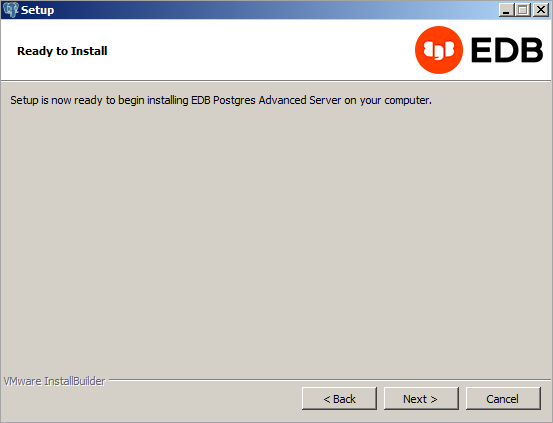 Setup
Ready to Install
EDB
Setup is now ready to begin installing EDB Postgres Advanced Server on your computer.
VMware InstallBuilder
< Back
Next >
Cancel